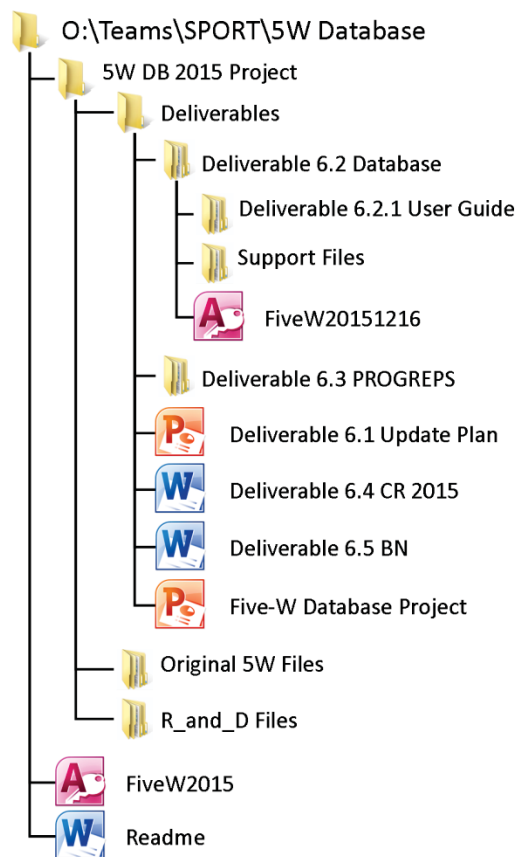 O:\Teams\SPORT\5W Database
5W DB 2015 Project
Deliverables
Deliverable 6.2 Database
Deliverable 6.2.1 User Guide
Support Files
FiveW20151216
Deliverable 6.3 PROGREPS
Deliverable 6.1 Update Plan
Deliverable 6.4 CR 2015
Deliverable 6.5 BN
Five-W Database Project
Original 5W Files
R_and_D Files
FiveW2015
Readme